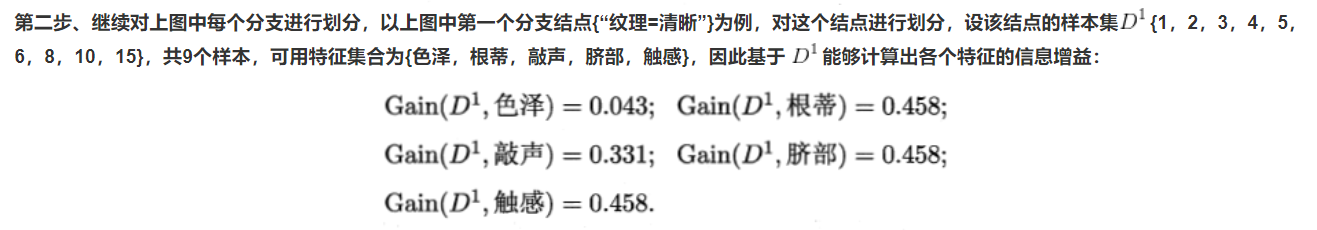 第二步、继续对上图中每个分支进行划分，以上图中第一个分支结点{“纹理=清晰”}为例，对这个结点进行划分，设该结点的样本集D¹ {1，2，3，4，5，
6，8，10，15}，共9个样本，可用特征集合为{色泽，根蒂，敲声，脐部，触感}，因此基于 D¹ 能够计算出各个特征的信息增益：
Gain(D¹, 色泽) = 0.043; Gain(D¹, 根蒂) = 0.458;
Gain(D¹, 敲声) = 0.331; Gain(D¹, 脐部) = 0.458;
Gain(D¹, 触感) = 0.458.